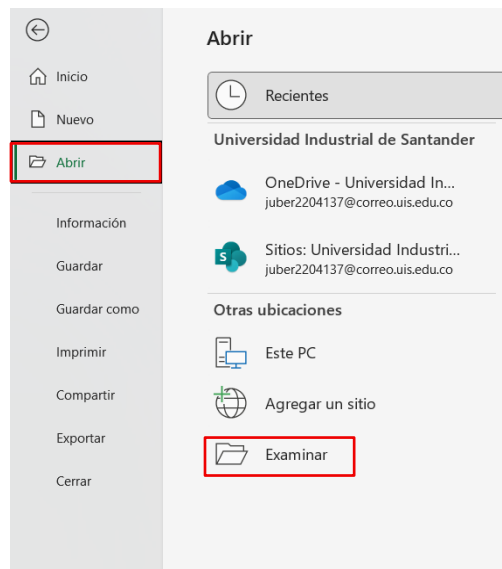 Abrir
Inicio
Recientes
Nuevo
Universidad Industrial de Santander
Abrir
OneDrive - Universidad In...
juber2204137@correo.uis.edu.co
Información
Sitios: Universidad Industri...
juber2204137@correo.uis.edu.co
Guardar
Guardar como
Otras ubicaciones
Imprimir
Este PC
Compartir
Agregar un sitio
Exportar
Examinar
Cerrar